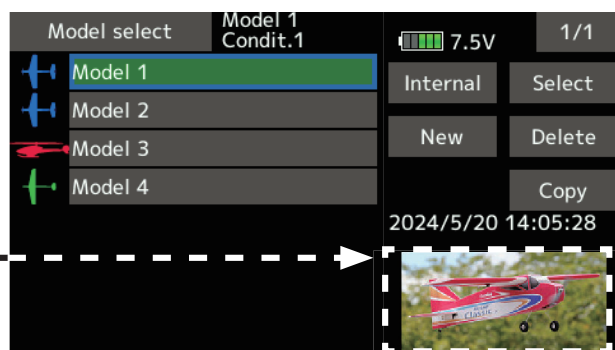 Model select
Model 1
Condit.1
7.5V
1/1
Model 1
Model 2
Model 3
Model 4
Internal
Select
New
Delete
Copy
2024/5/20 14:05:28
Classic